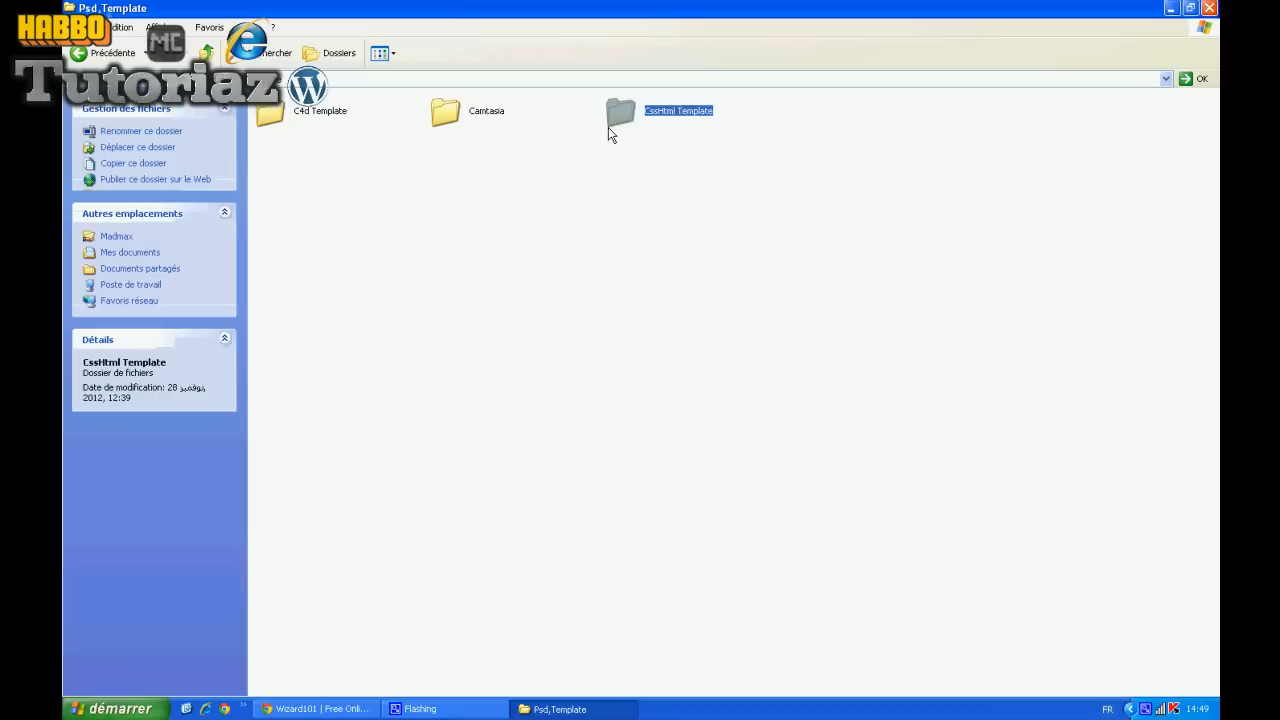 Psd,Template
HABBO
MC
Tutoriaz
Favoris
?
Précédente
Dossiers
OK
Gestion des fichiers
Renommer ce dossier
Déplacer ce dossier
Copier ce dossier
Publier ce dossier sur le Web
Autres emplacements
Madmax
Mes documents
Documents partagés
Poste de travail
Favoris réseau
Détails
CssHtml Template
Dossier de fichiers
Date de modification: 28 نوفمبر,
2012, 12:39
C4d Template
Camtasia
CssHtml Template
démarrer
Wizard101 | Free Onli...
Flashing
Psd,Template
FR
14:49